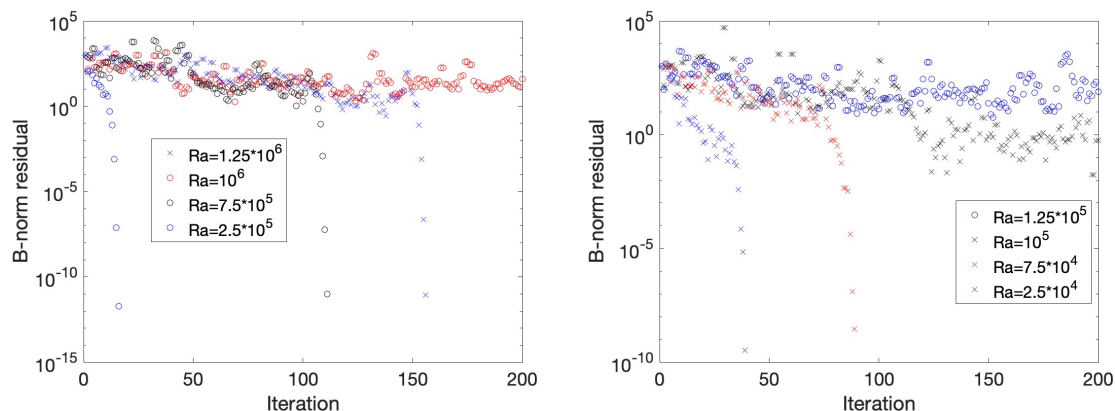 10^5
10^0
10^-5
10^-10
10^-15
B-norm residual
Ra=1.25*10^6
Ra=10^6
Ra=7.5*10^5
Ra=2.5*10^5
0 50 100 150 200
Iteration
10^5
10^0
10^-5
10^-10
B-norm residual
Ra=1.25*10^5
Ra=10^5
Ra=7.5*10^4
Ra=2.5*10^4
0 50 100 150 200
Iteration